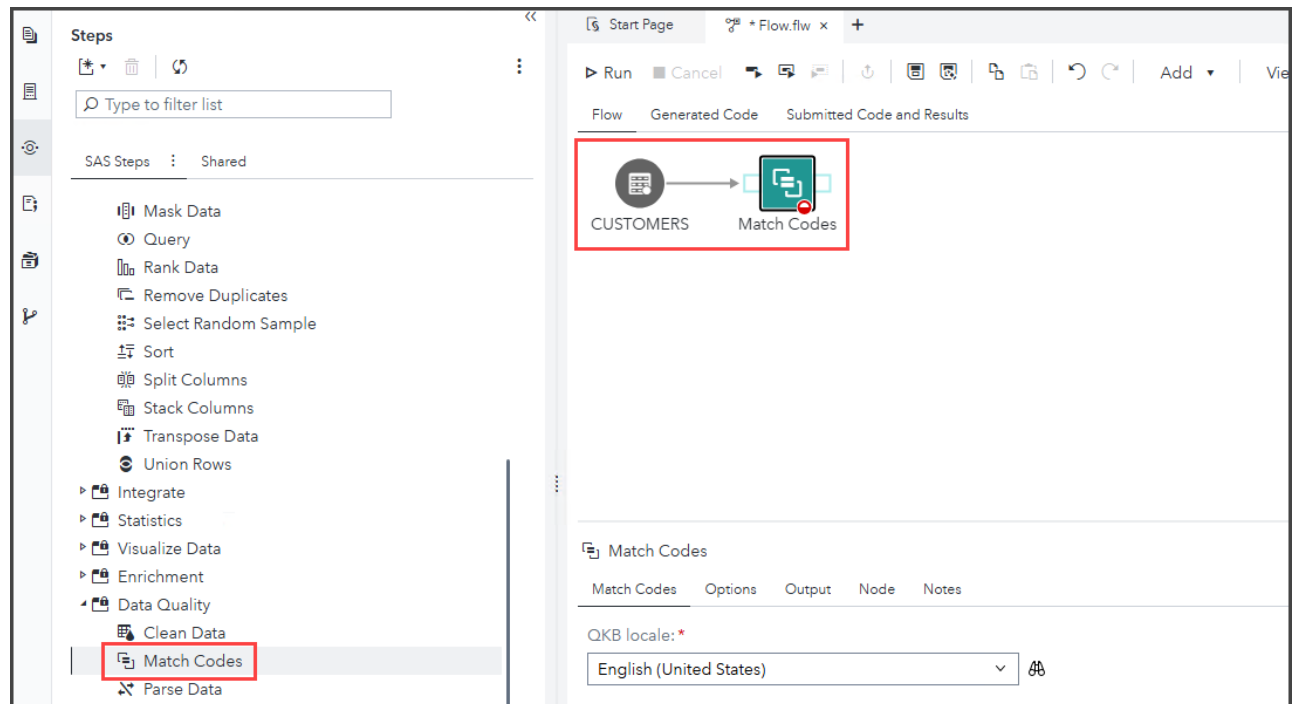 Steps
Type to filter list
SAS Steps Shared
Mask Data
Query
Rank Data
Remove Duplicates
Select Random Sample
Sort
Split Columns
Stack Columns
Transpose Data
Union Rows
Integrate
Statistics
Visualize Data
Enrichment
Data Quality
Clean Data
Match Codes
Parse Data
Start Page * Flow.flw
Run Cancel Add Vie
Flow Generated Code Submitted Code and Results
CUSTOMERS Match Codes
Match Codes
Match Codes Options Output Node Notes
QKB locale: *
English (United States)